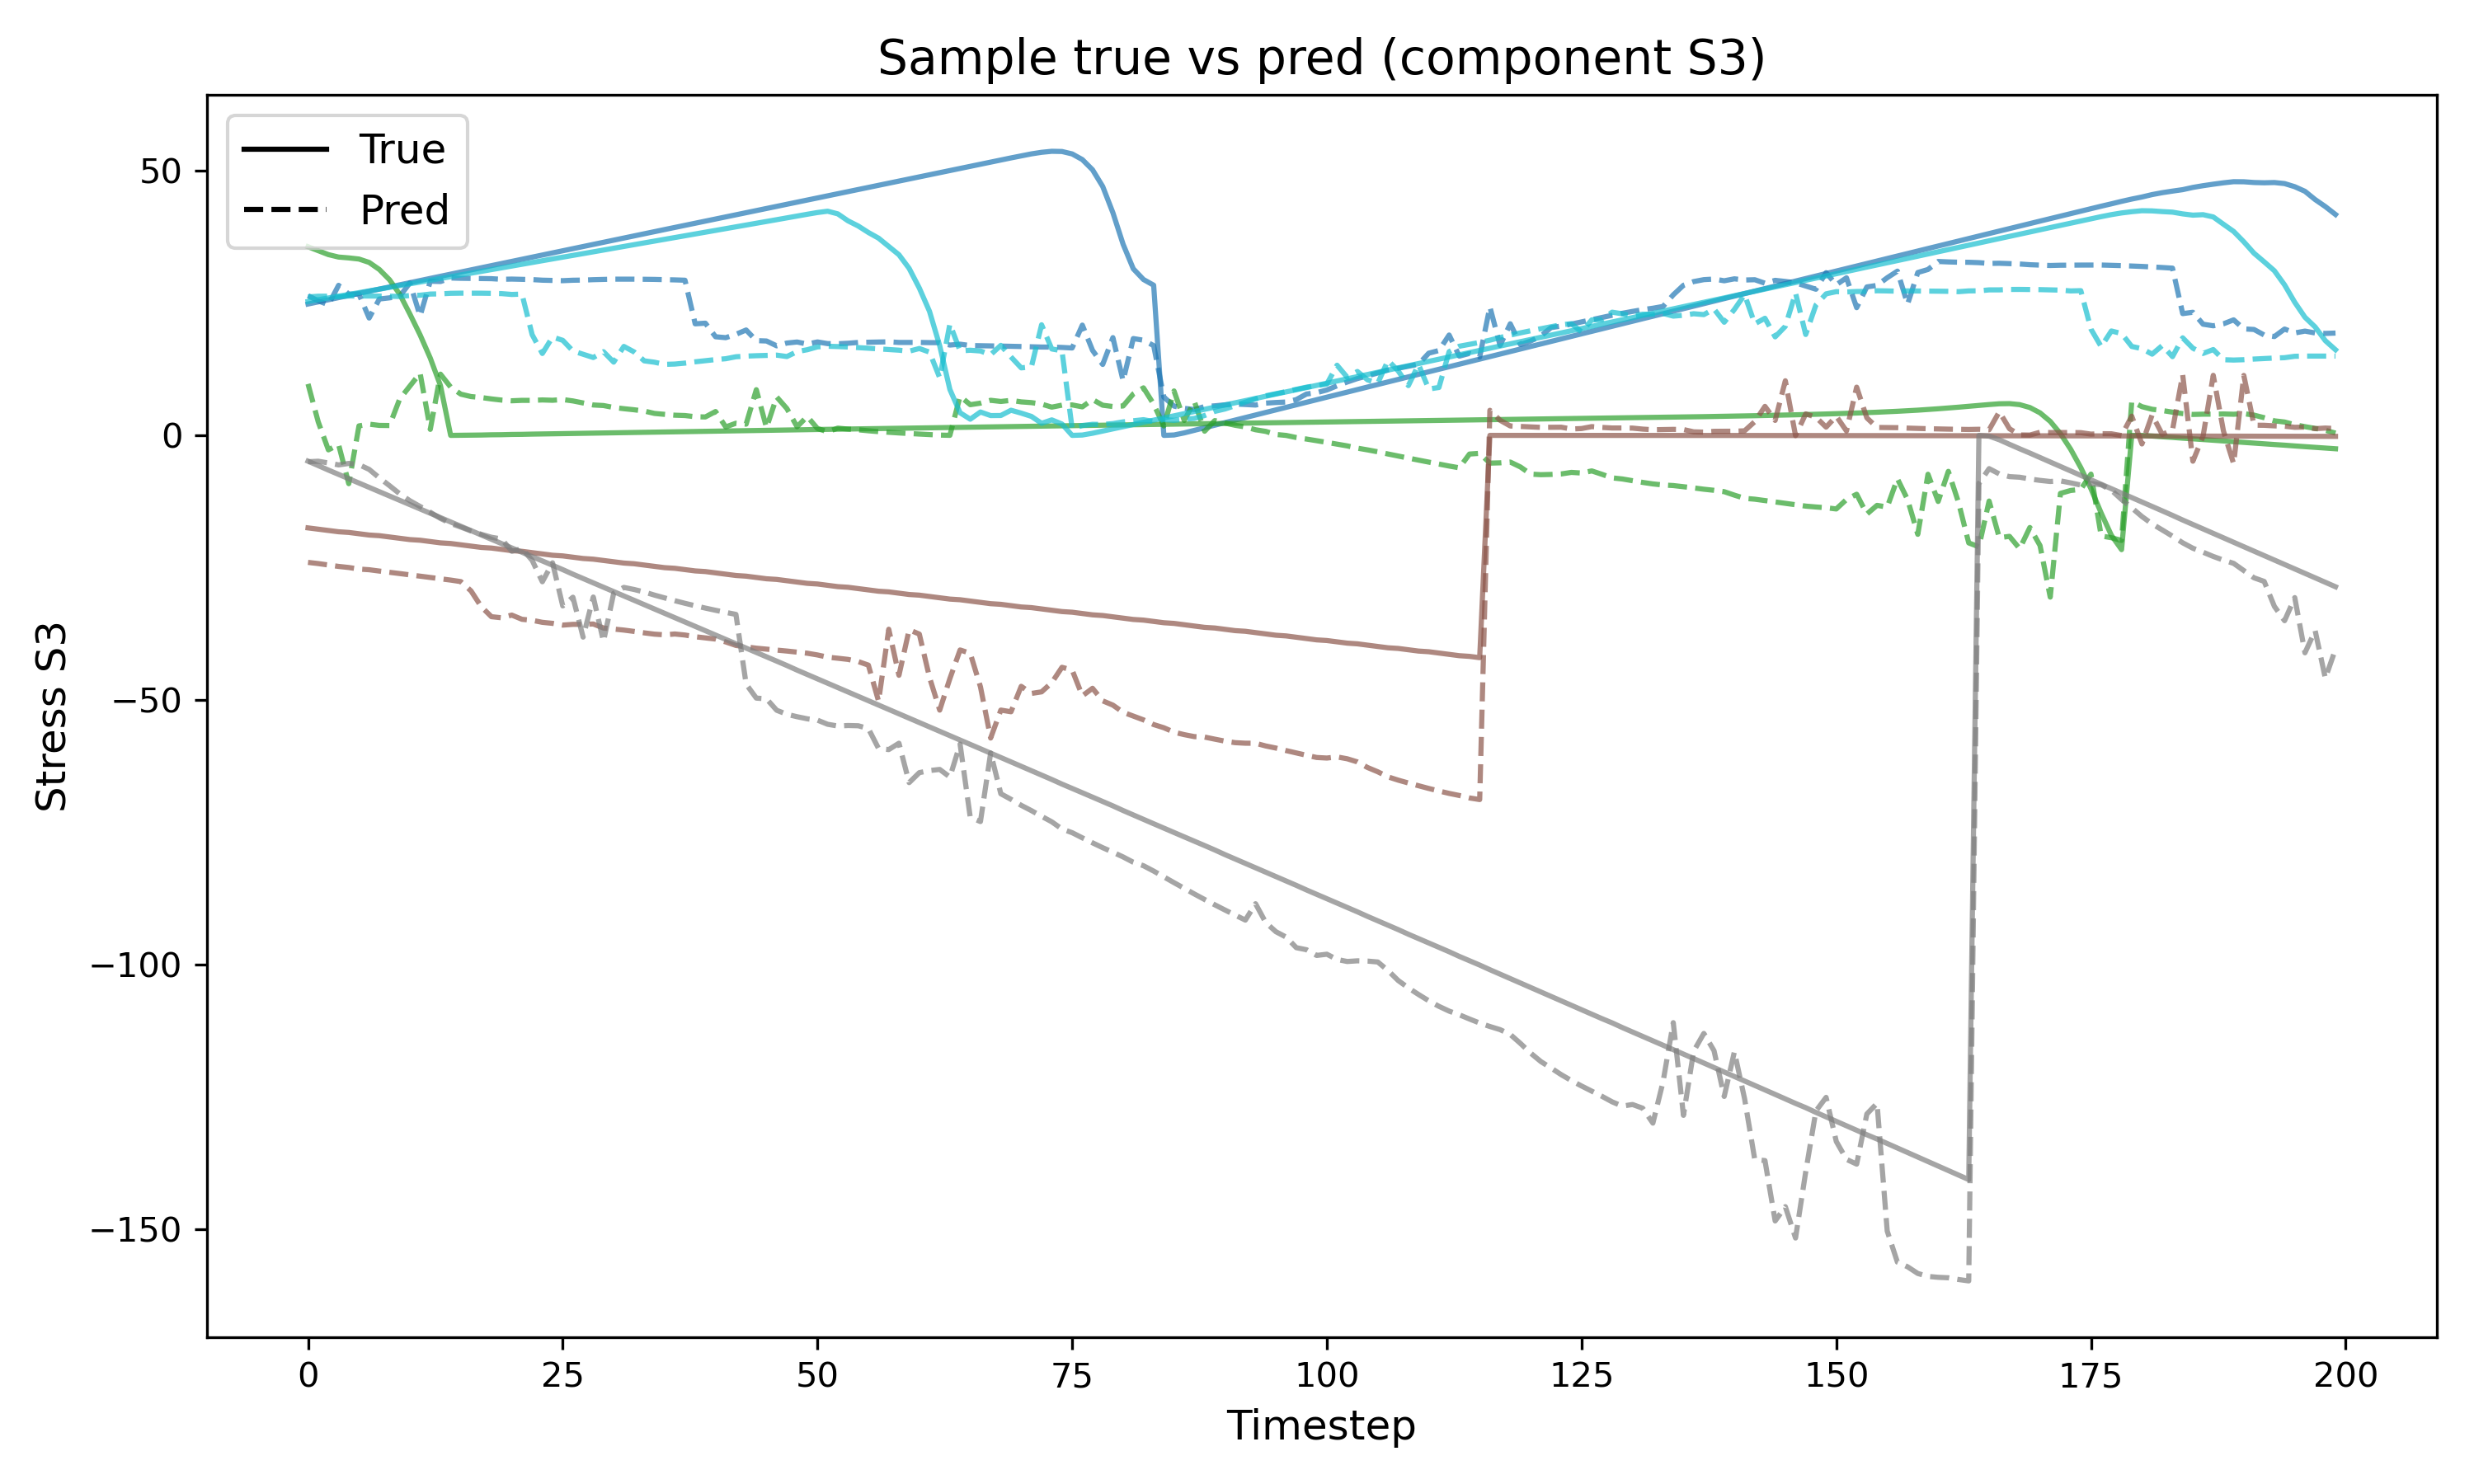 Sample true vs pred (component S3)
True
Pred
50
0
−50
−100
−150
Stress S3
0 25 50 75 100 125 150 175 200
Timestep